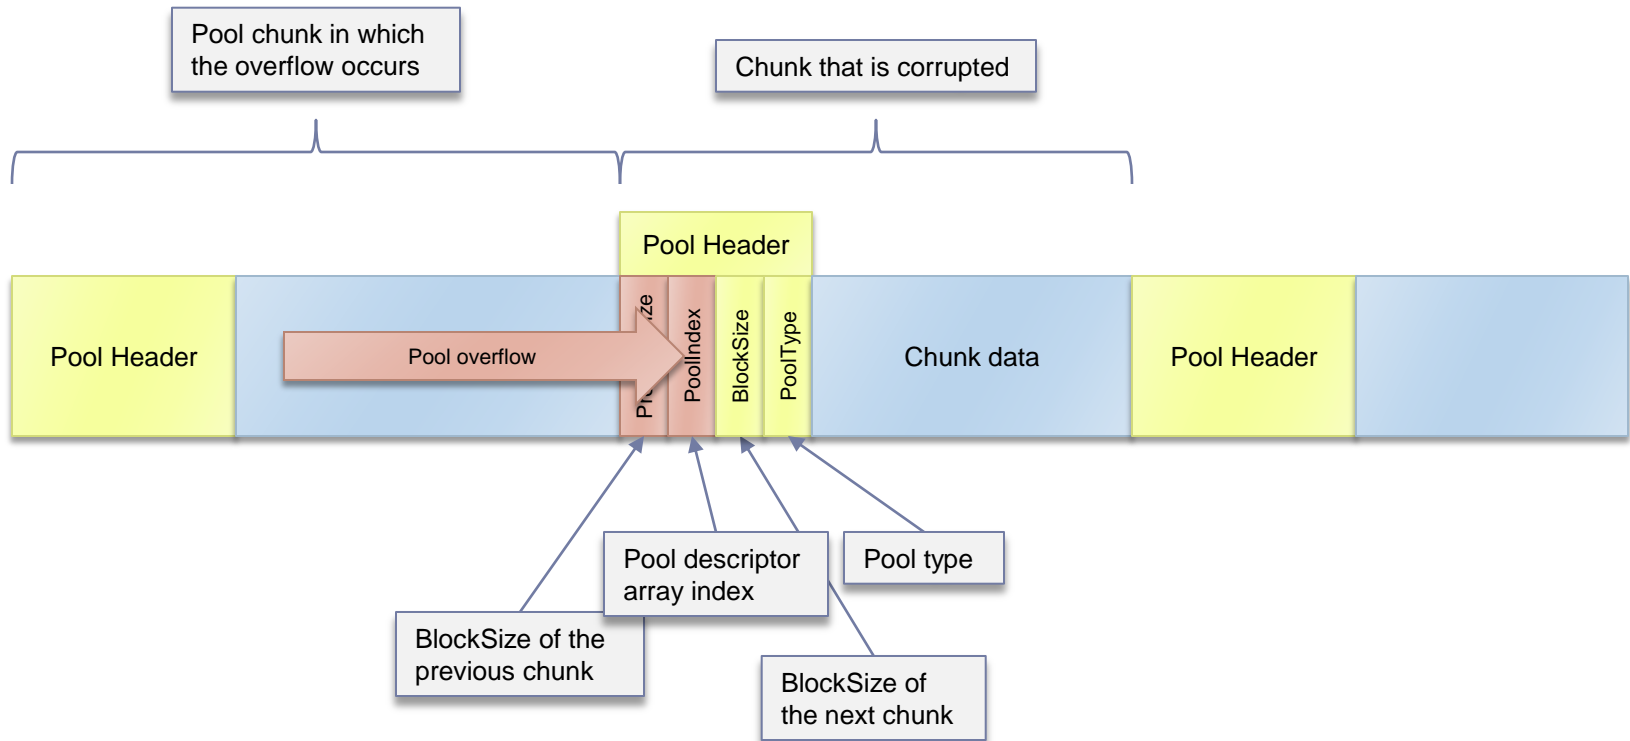 Pool chunk in which
the overflow occurs
Chunk that is corrupted
Pool Header
Pool Header
Pool overflow
PoolIndex
BlockSize
PoolType
Chunk data
Pool Header
Pool descriptor
array index
Pool type
BlockSize of the
previous chunk
BlockSize of
the next chunk